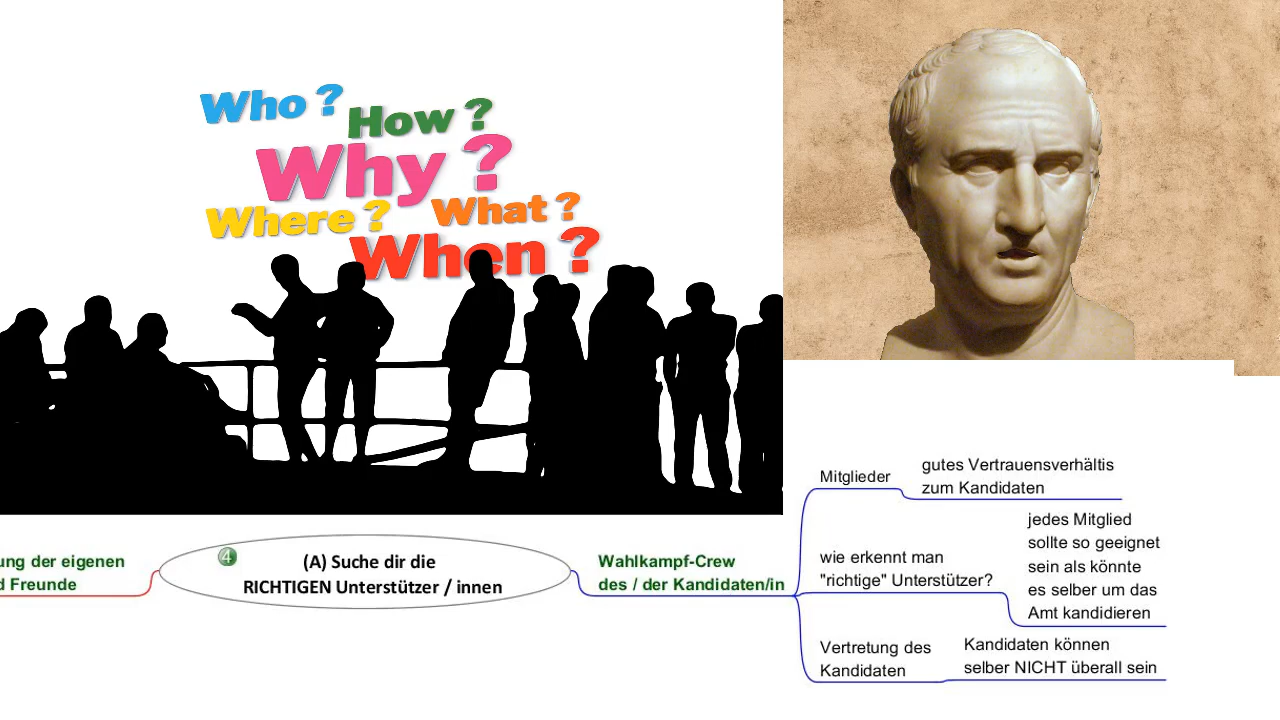 Who ?
How ?
Why ?
Where ?
What ?
When ?
ung der eigenen
d Freunde
4
(A) Suche dir die
RICHTIGEN Unterstützer / innen
Wahlkampf-Crew
des / der Kandidaten/in
Mitglieder
gutes Vertrauensverhältis
zum Kandidaten
wie erkennt man
"richtige" Unterstützer?
jedes Mitglied
sollte so geeignet
sein als könnte
es selber um das
Amt kandidieren
Vertretung des
Kandidaten
Kandidaten können
selber NICHT überall sein